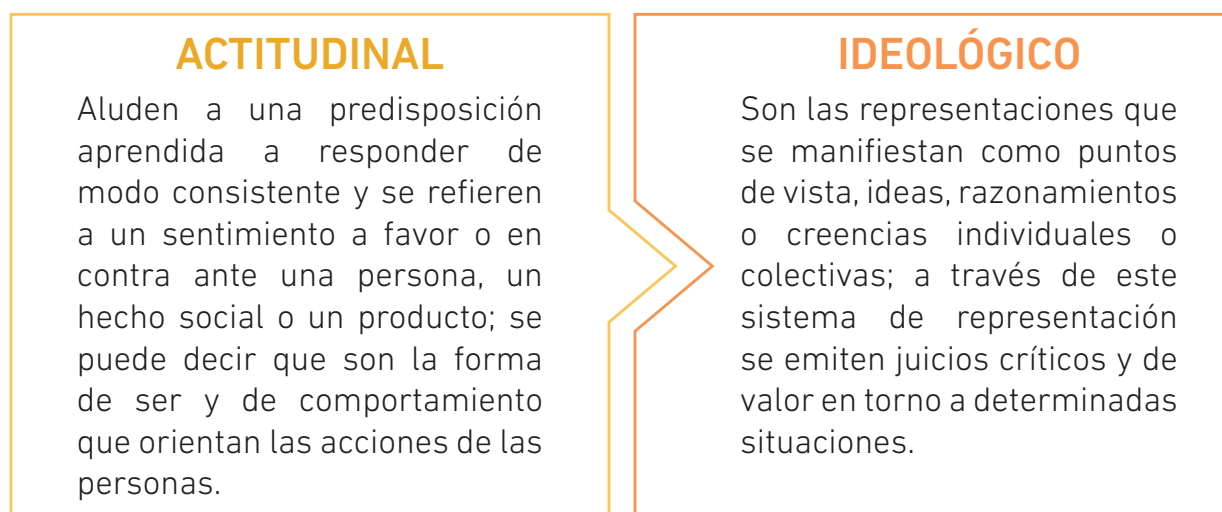 ACTITUDINAL
Aluden a una predisposición
aprendida a responder de
modo consistente y se refieren
a un sentimiento a favor o en
contra ante una persona, un
hecho social o un producto; se
puede decir que son la forma
de ser y de comportamiento
que orientan las acciones de las
personas.
IDEOLÓGICO
Son las representaciones que
se manifiestan como puntos
de vista, ideas, razonamientos
o creencias individuales o
colectivas; a través de este
sistema de representación
se emiten juicios críticos y de
valor en torno a determinadas
situaciones.